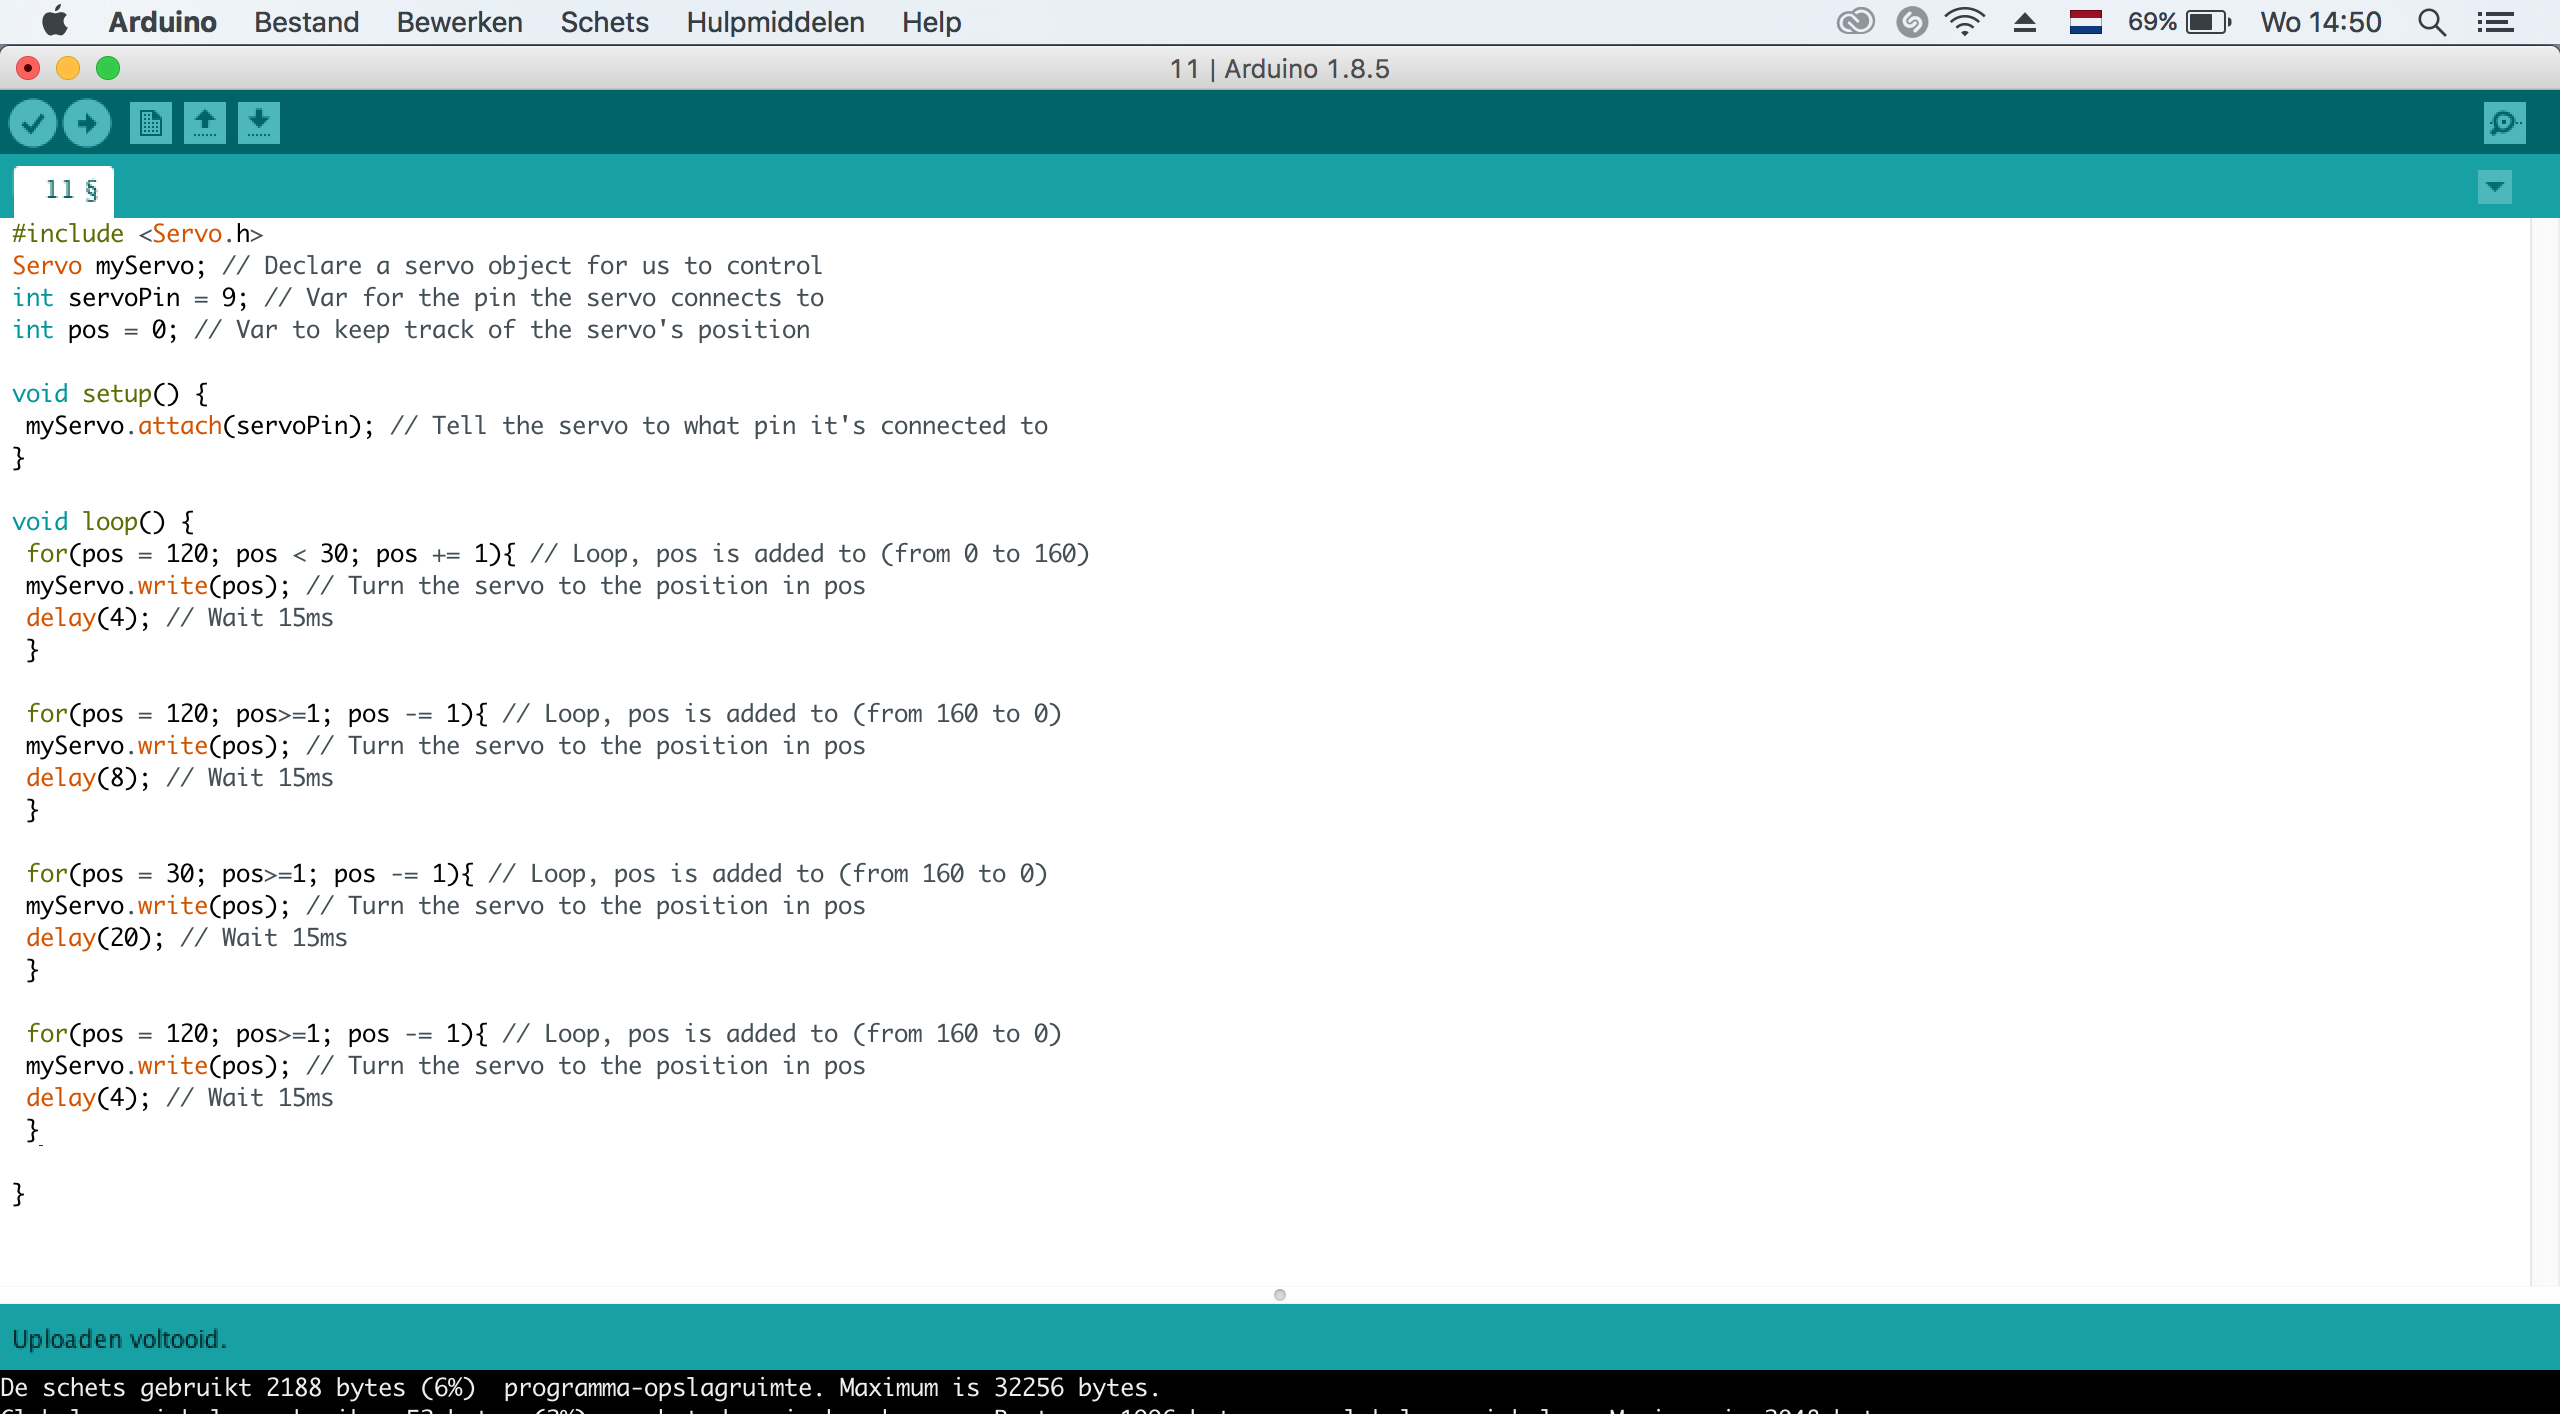 Arduino Bestand Bewerken Schets Hulpmiddelen Help 69% Wo 14:50
11 | Arduino 1.8.5
11 §
#include <Servo.h>
Servo myServo; // Declare a servo object for us to control
int servoPin = 9; // Var for the pin the servo connects to
int pos = 0; // Var to keep track of the servo's position
void setup() {
myServo.attach(servoPin); // Tell the servo to what pin it's connected to
}
void loop() {
for(pos = 120; pos < 30; pos += 1){ // Loop, pos is added to (from 0 to 160)
myServo.write(pos); // Turn the servo to the position in pos
delay(4); // Wait 15ms
}
for(pos = 120; pos>=1; pos -= 1){ // Loop, pos is added to (from 160 to 0)
myServo.write(pos); // Turn the servo to the position in pos
delay(8); // Wait 15ms
}
for(pos = 30; pos>=1; pos -= 1){ // Loop, pos is added to (from 160 to 0)
myServo.write(pos); // Turn the servo to the position in pos
delay(20); // Wait 15ms
}
for(pos = 120; pos>=1; pos -= 1){ // Loop, pos is added to (from 160 to 0)
myServo.write(pos); // Turn the servo to the position in pos
delay(4); // Wait 15ms
}
}
Uploaden voltooid.
De schets gebruikt 2188 bytes (6%) programma-opslagruimte. Maximum is 32256 bytes.